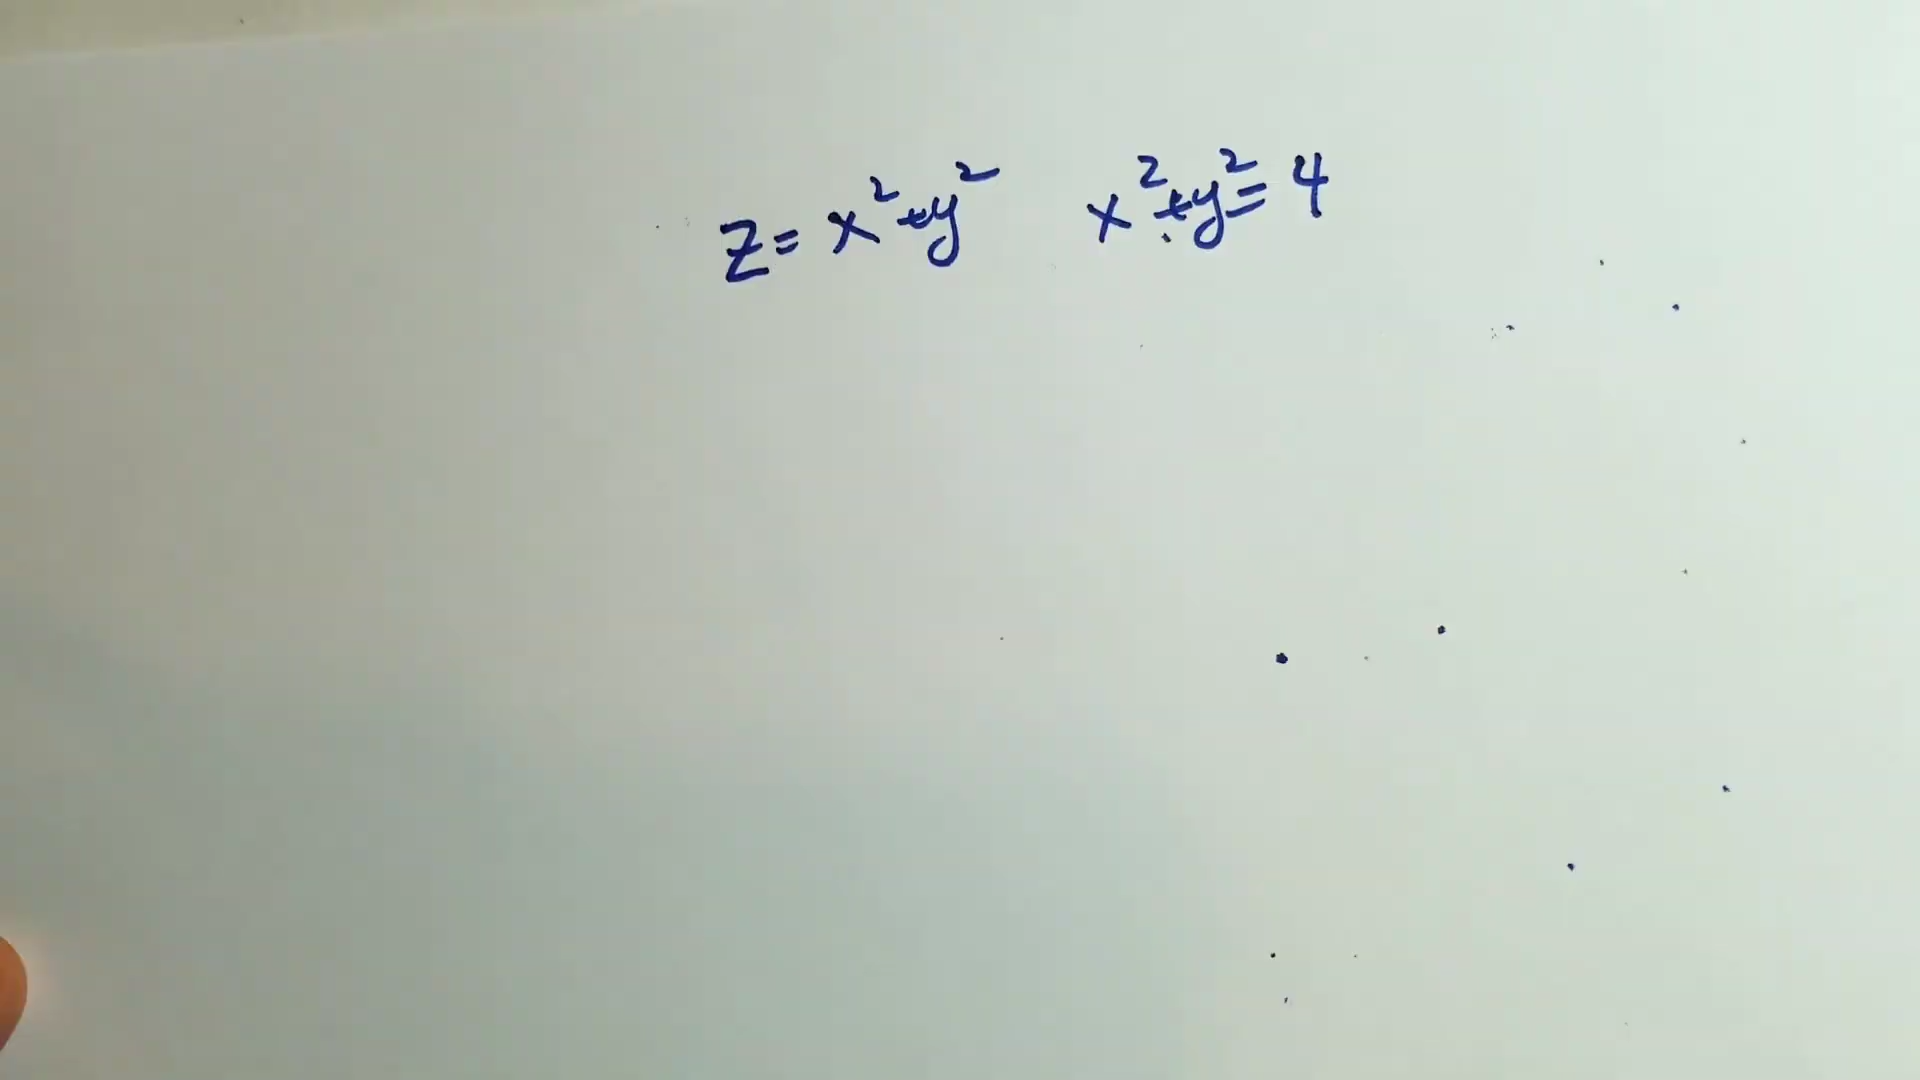 z = x² + y² x² + y² = 4